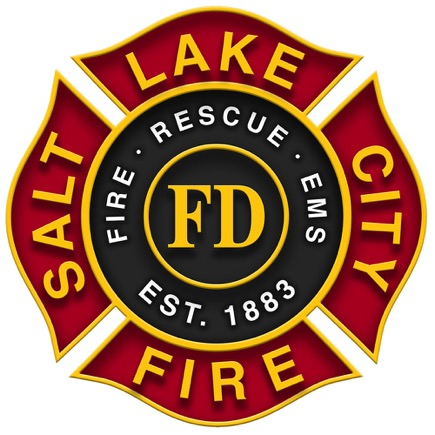 SALT
LAKE
CITY
FIRE
FIRE · RESCUE · EMS
FD
EST. 1883